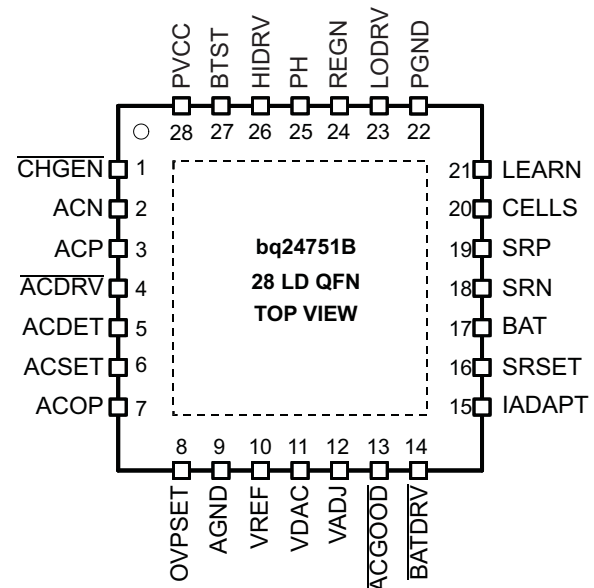 PVCC
BTST
HIDRV
PH
REGN
LODRV
PGND
28 27 26 25 24 23 22
CHGEN 1
ACN 2
ACP 3
ACDRV 4
ACDET 5
ACSET 6
ACOP 7
bq24751B
28 LD QFN
TOP VIEW
21 LEARN
20 CELLS
19 SRP
18 SRN
17 BAT
16 SRSET
15 IADAPT
8 9 10 11 12 13 14
OVPSET
AGND
VREF
VDAC
VADJ
ACGOOD
BATDRV